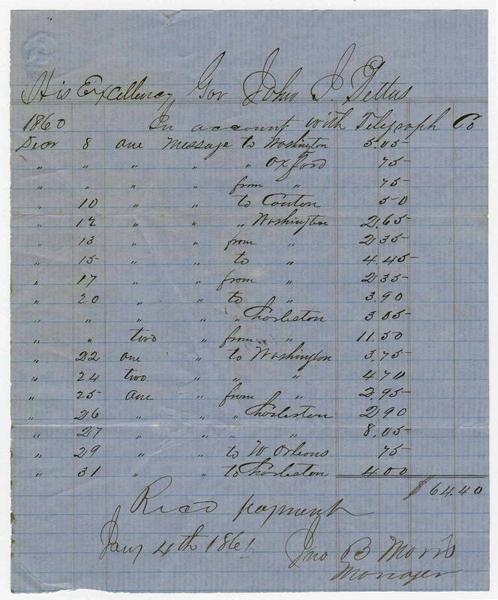 His Excellency Gov John J. Pettus
1860 In account with Telegraph Co
Decr 8 one message to Washington 5.05
" " " " " Oxford 75
" " " " from " 75
" 10 " " to Canton 50
" 12 " " " Washington 2.65
" 13 " " from " 2.35
" 15 " " to " 4.45
" 17 " " from " 2.35
" 20 " " to " 3.90
" " " " " Charleston 3.05
" " two " from " 11.50
" 22 one " to Washington 3.75
" 24 two " " " 4.70
" 25 one " from " 2.95
" 26 " " " Charleston 2.90
" 27 " " " " 8.05
" 29 " " to N Orleans 75
" 31 " " to Charleston 4.00
$64.40
Recd payment
Jany 4th 1861 Jno B Morris
Manager